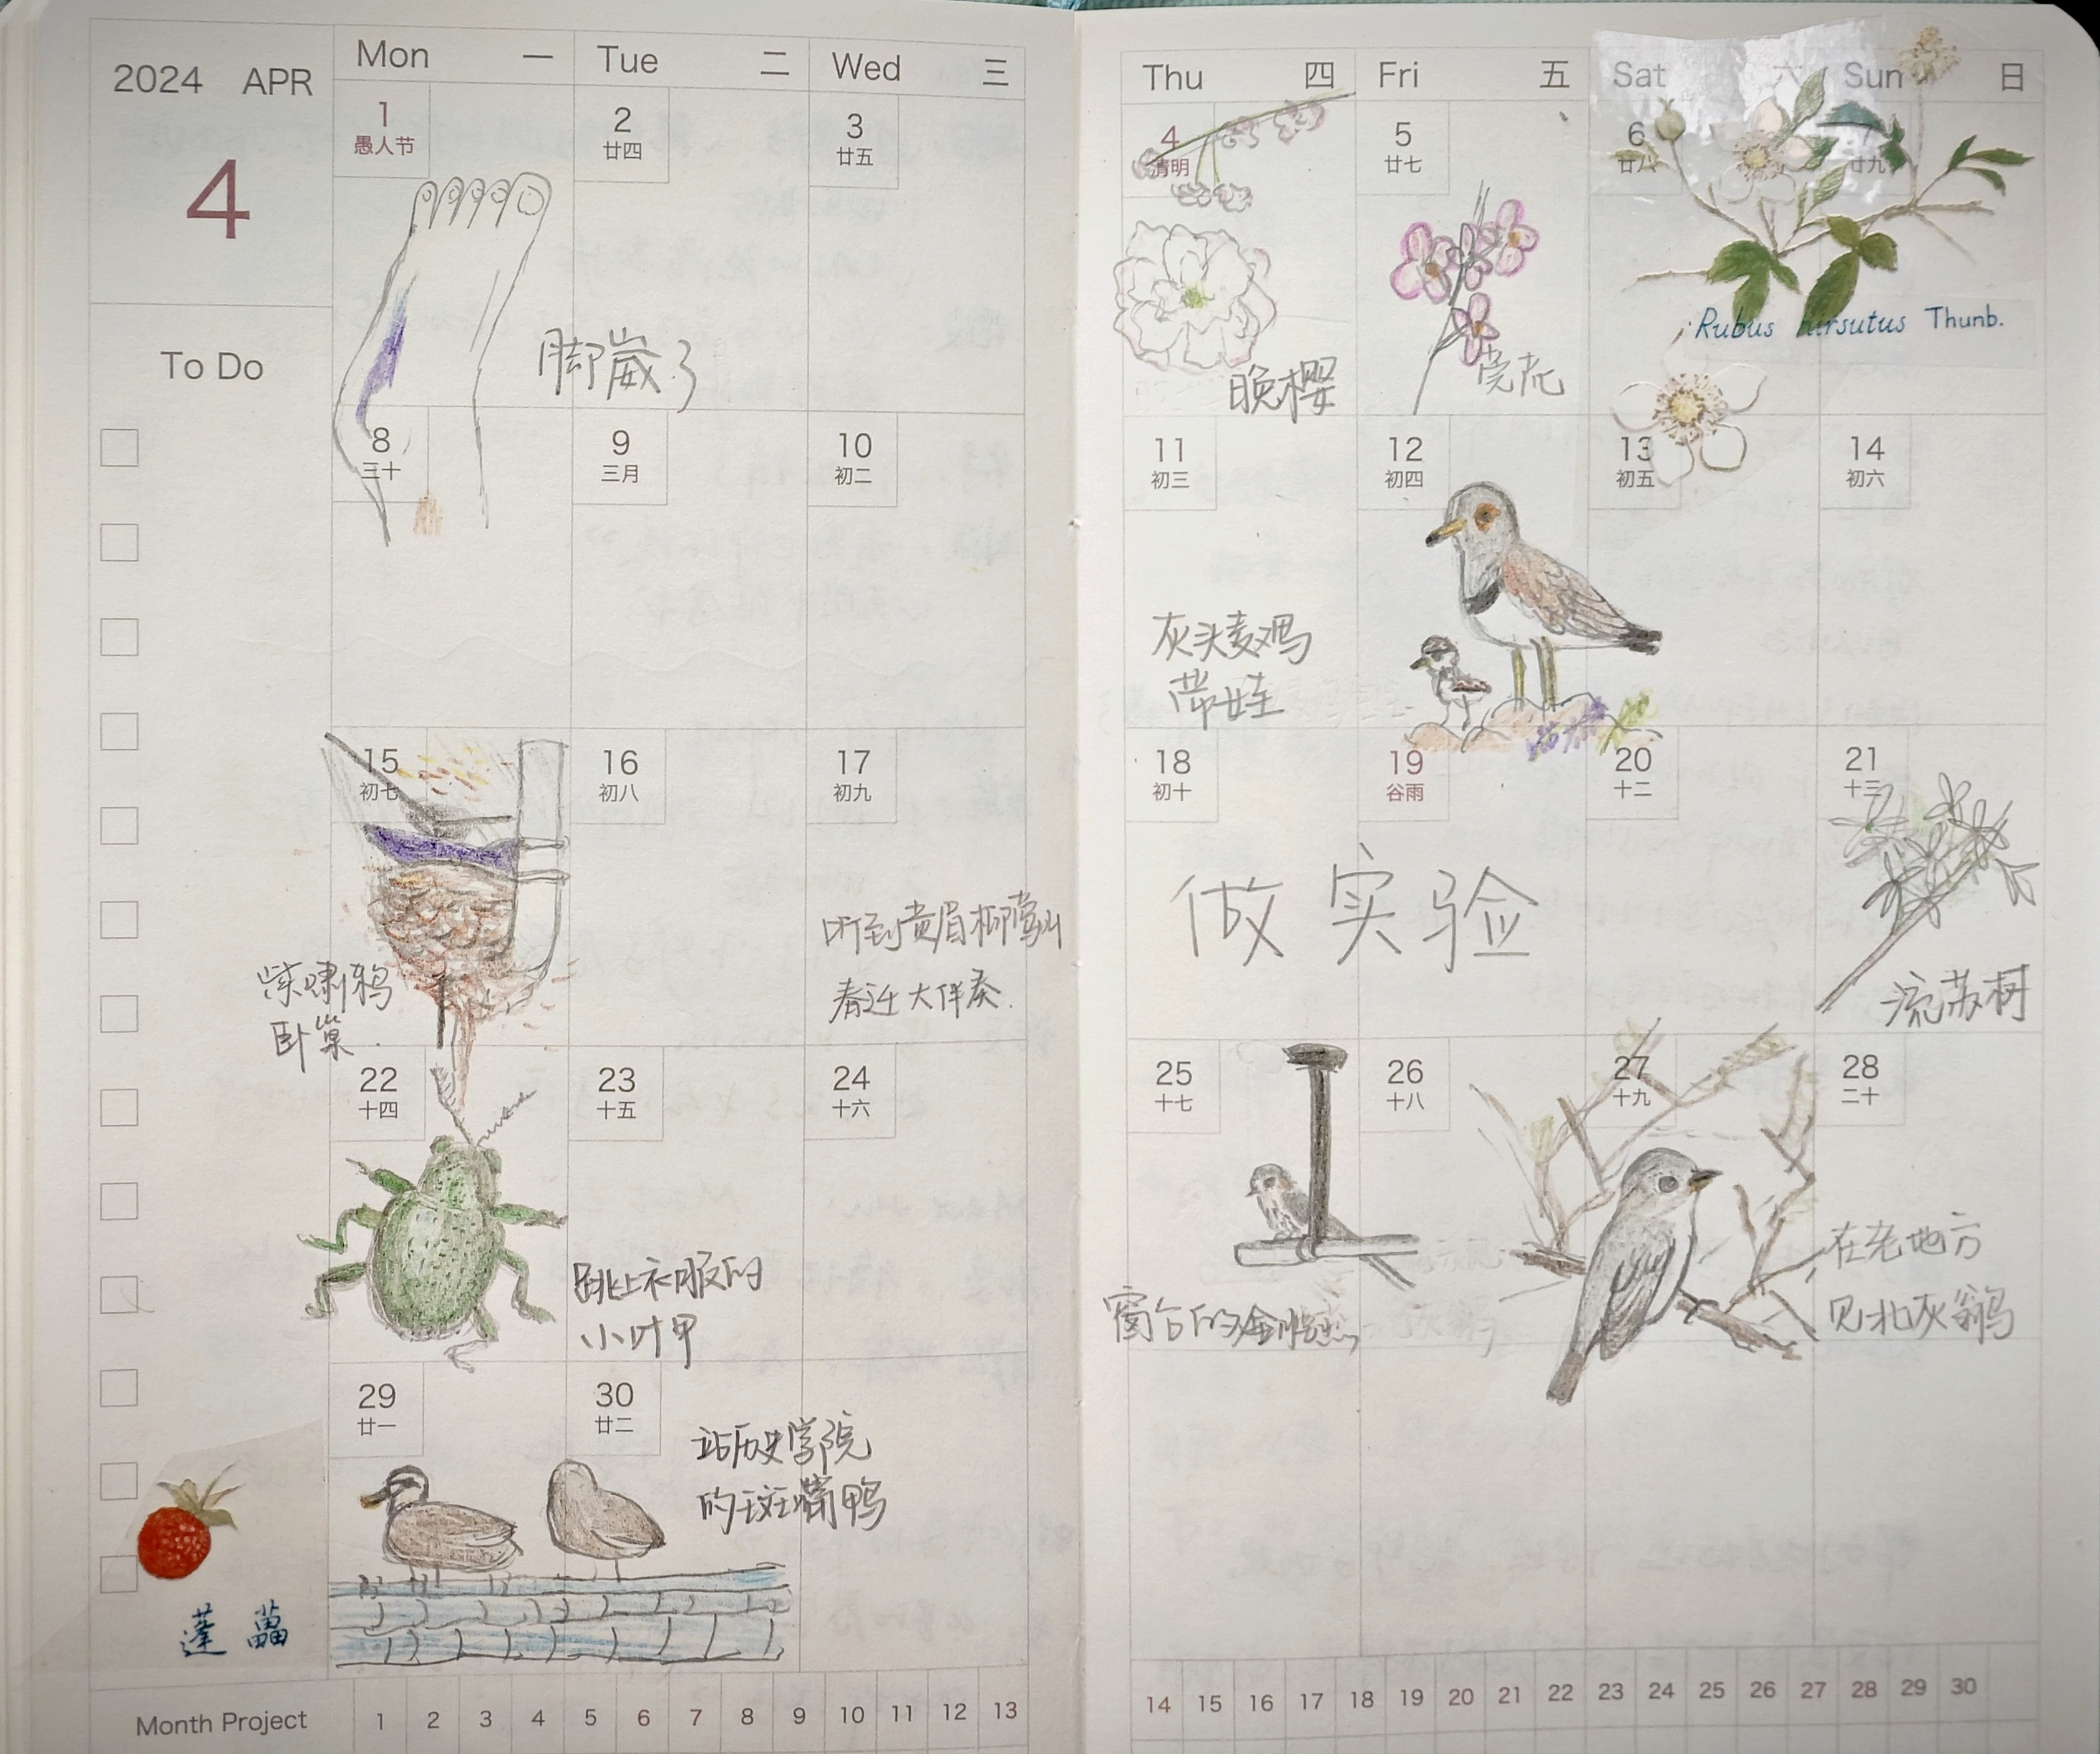 2024 APR
4
To Do
Mon 一
Tue 二
Wed 三
Thu 四
Fri 五
Sat 六
Sun 日
1
愚人节
2
廿四
3
廿五
4
清明
5
廿七
6
廿八
7
廿九
脚崴了
晚樱
芫花
Rubus hirsutus Thunb.
8
三十
9
三月
10
初二
11
初三
12
初四
13
初五
14
初六
灰头麦鸡
带娃
15
初七
16
初八
17
初九
18
初十
19
谷雨
20
十二
21
十三
紫啸鸫
卧巢.
听到黄眉柳莺
春迁大伴奏.
做实验
流苏树
22
十四
23
十五
24
十六
25
十七
26
十八
27
十九
28
二十
跳上衣服的
小叶甲
窗台的
在老地方
见北灰鹟
29
廿一
30
廿二
站历史学院
的斑嘴鸭
蓬蘽
Month Project
1 2 3 4 5 6 7 8 9 10 11 12 13
14 15 16 17 18 19 20 21 22 23 24 25 26 27 28 29 30